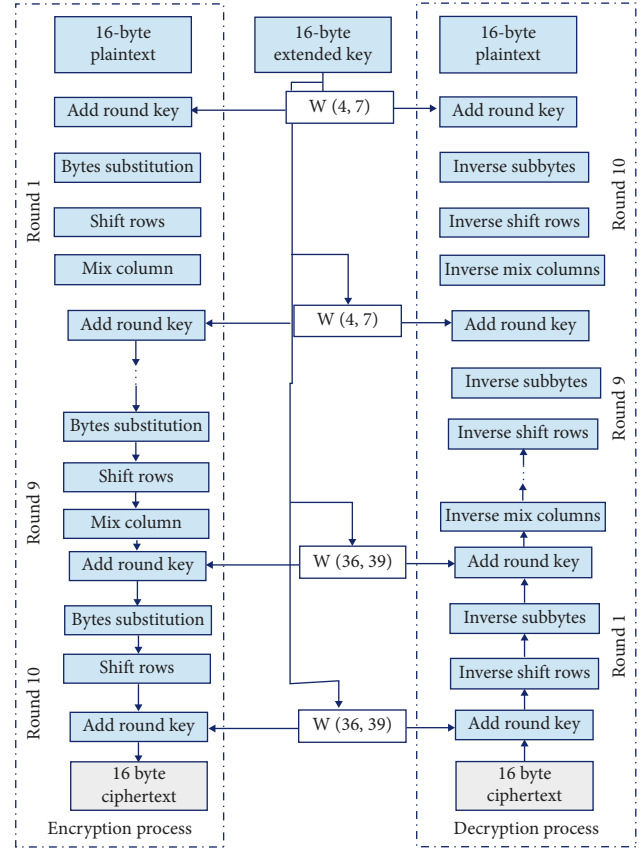 16-byte
plaintext
Add round key
Bytes substitution
Shift rows
Mix column
Round 1
Add round key
Bytes substitution
Shift rows
Mix column
Add round key
Round 9
Bytes substitution
Shift rows
Add round key
Round 10
16 byte
ciphertext
Encryption process
16-byte
extended key
W (4, 7)
W (4, 7)
W (36, 39)
W (36, 39)
16-byte
plaintext
Add round key
Inverse subbytes
Inverse shift rows
Inverse mix columns
Round 10
Add round key
Inverse subbytes
Inverse shift rows
Round 9
Inverse mix columns
Add round key
Inverse subbytes
Inverse shift rows
Round 1
Add round key
16 byte
ciphertext
Decryption process